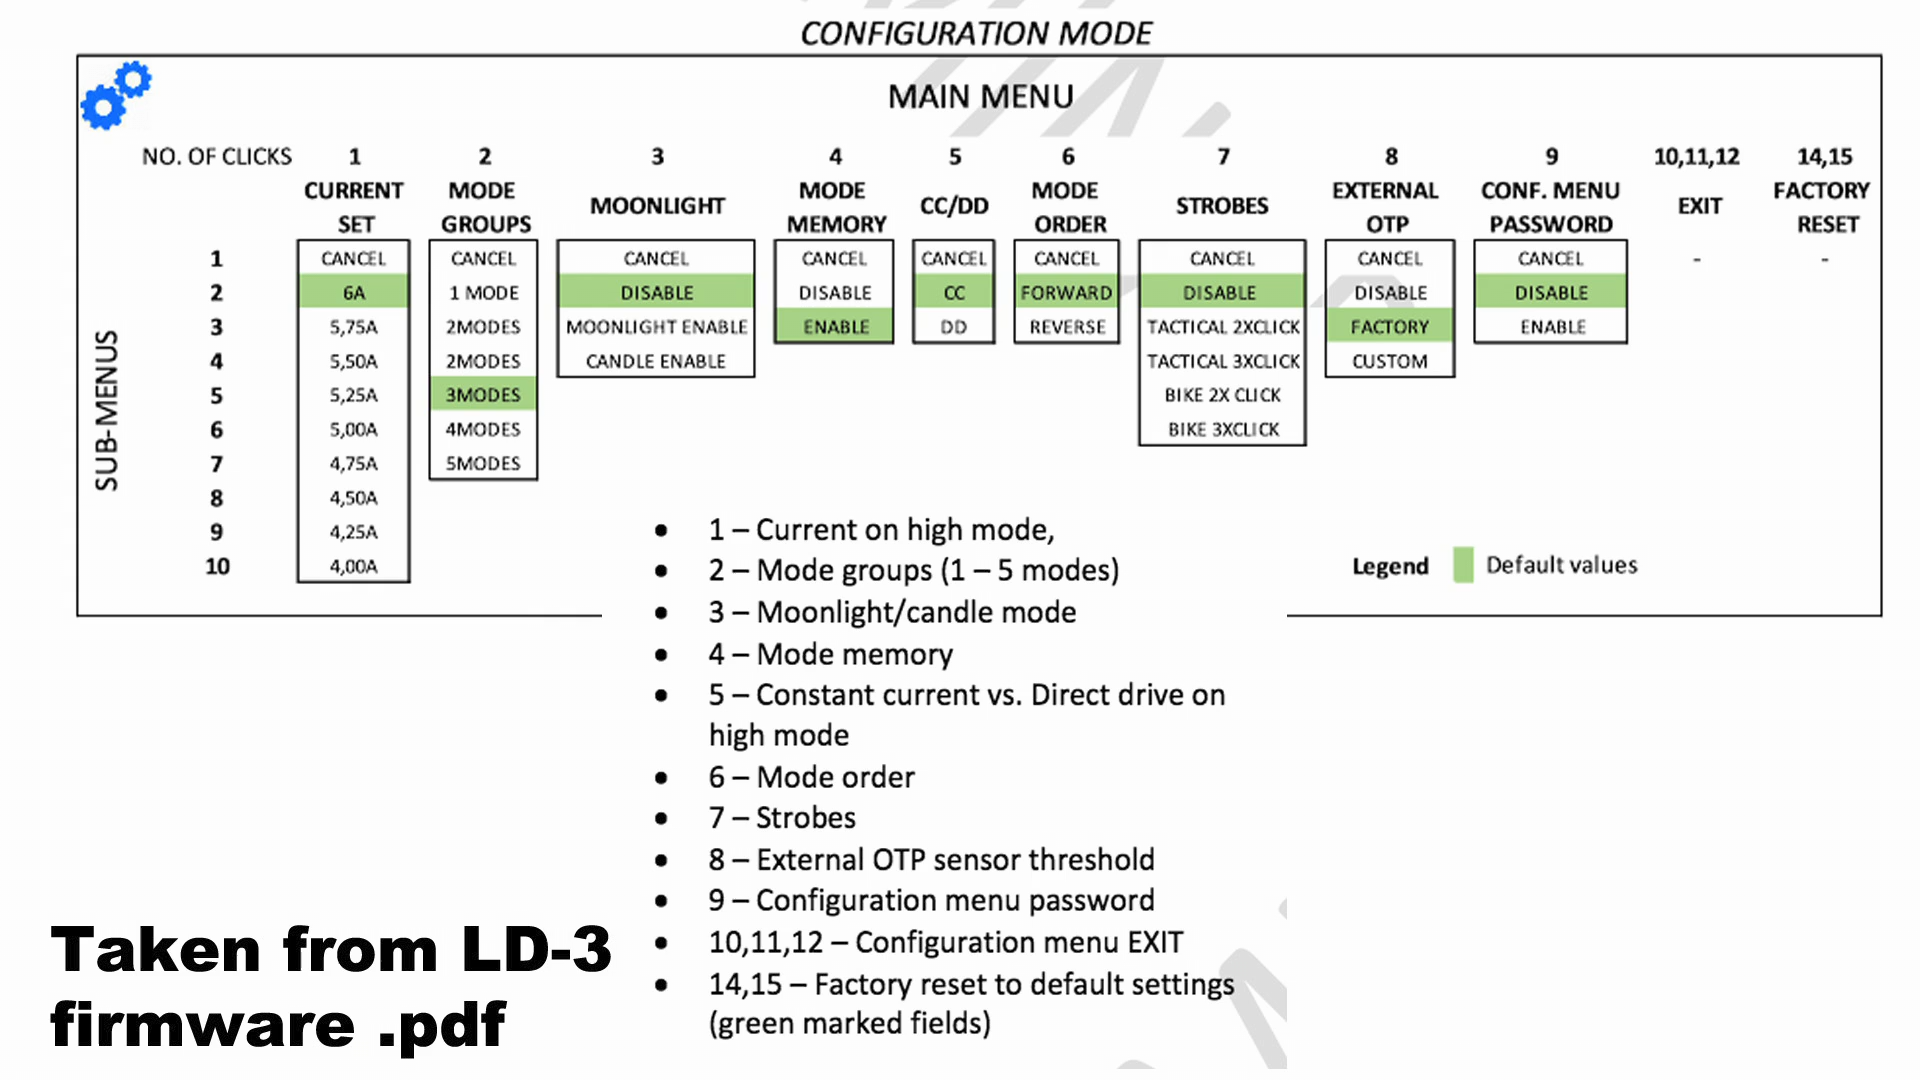 CONFIGURATION MODE
MAIN MENU
NO. OF CLICKS 1 2 3 4 5 6 7 8 9 10,11,12 14,15
CURRENT SET MODE GROUPS MOONLIGHT MODE MEMORY CC/DD MODE ORDER STROBES EXTERNAL OTP CONF. MENU PASSWORD EXIT FACTORY RESET
SUB-MENUS
1 CANCEL CANCEL CANCEL CANCEL CANCEL CANCEL CANCEL CANCEL CANCEL - -
2 6A 1 MODE DISABLE DISABLE CC FORWARD DISABLE DISABLE DISABLE
3 5,75A 2MODES MOONLIGHT ENABLE ENABLE DD REVERSE TACTICAL 2XCLICK FACTORY ENABLE
4 5,50A 2MODES CANDLE ENABLE TACTICAL 3XCLICK CUSTOM
5 5,25A 3MODES BIKE 2X CLICK
6 5,00A 4MODES BIKE 3XCLICK
7 4,75A 5MODES
8 4,50A
9 4,25A
10 4,00A
Legend Default values
• 1 – Current on high mode,
• 2 – Mode groups (1 – 5 modes)
• 3 – Moonlight/candle mode
• 4 – Mode memory
• 5 – Constant current vs. Direct drive on
high mode
• 6 – Mode order
• 7 – Strobes
• 8 – External OTP sensor threshold
• 9 – Configuration menu password
• 10,11,12 – Configuration menu EXIT
• 14,15 – Factory reset to default settings
(green marked fields)
Taken from LD-3
firmware .pdf